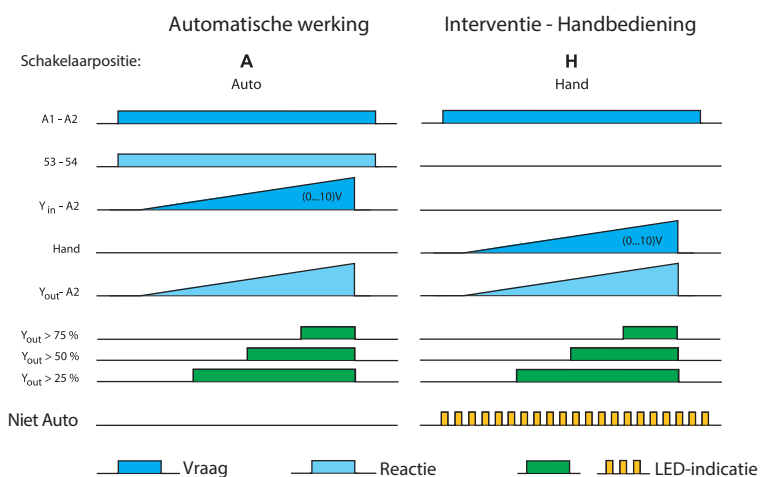 Automatische werking Interventie - Handbediening
Schakelaarpositie: A H
Auto Hand
A1 – A2
53 – 54
Y in – A2 (0...10)V
Hand (0...10)V
Yout– A2
Yout > 75 %
Yout > 50 %
Yout > 25 %
Niet Auto
Vraag Reactie LED-indicatie